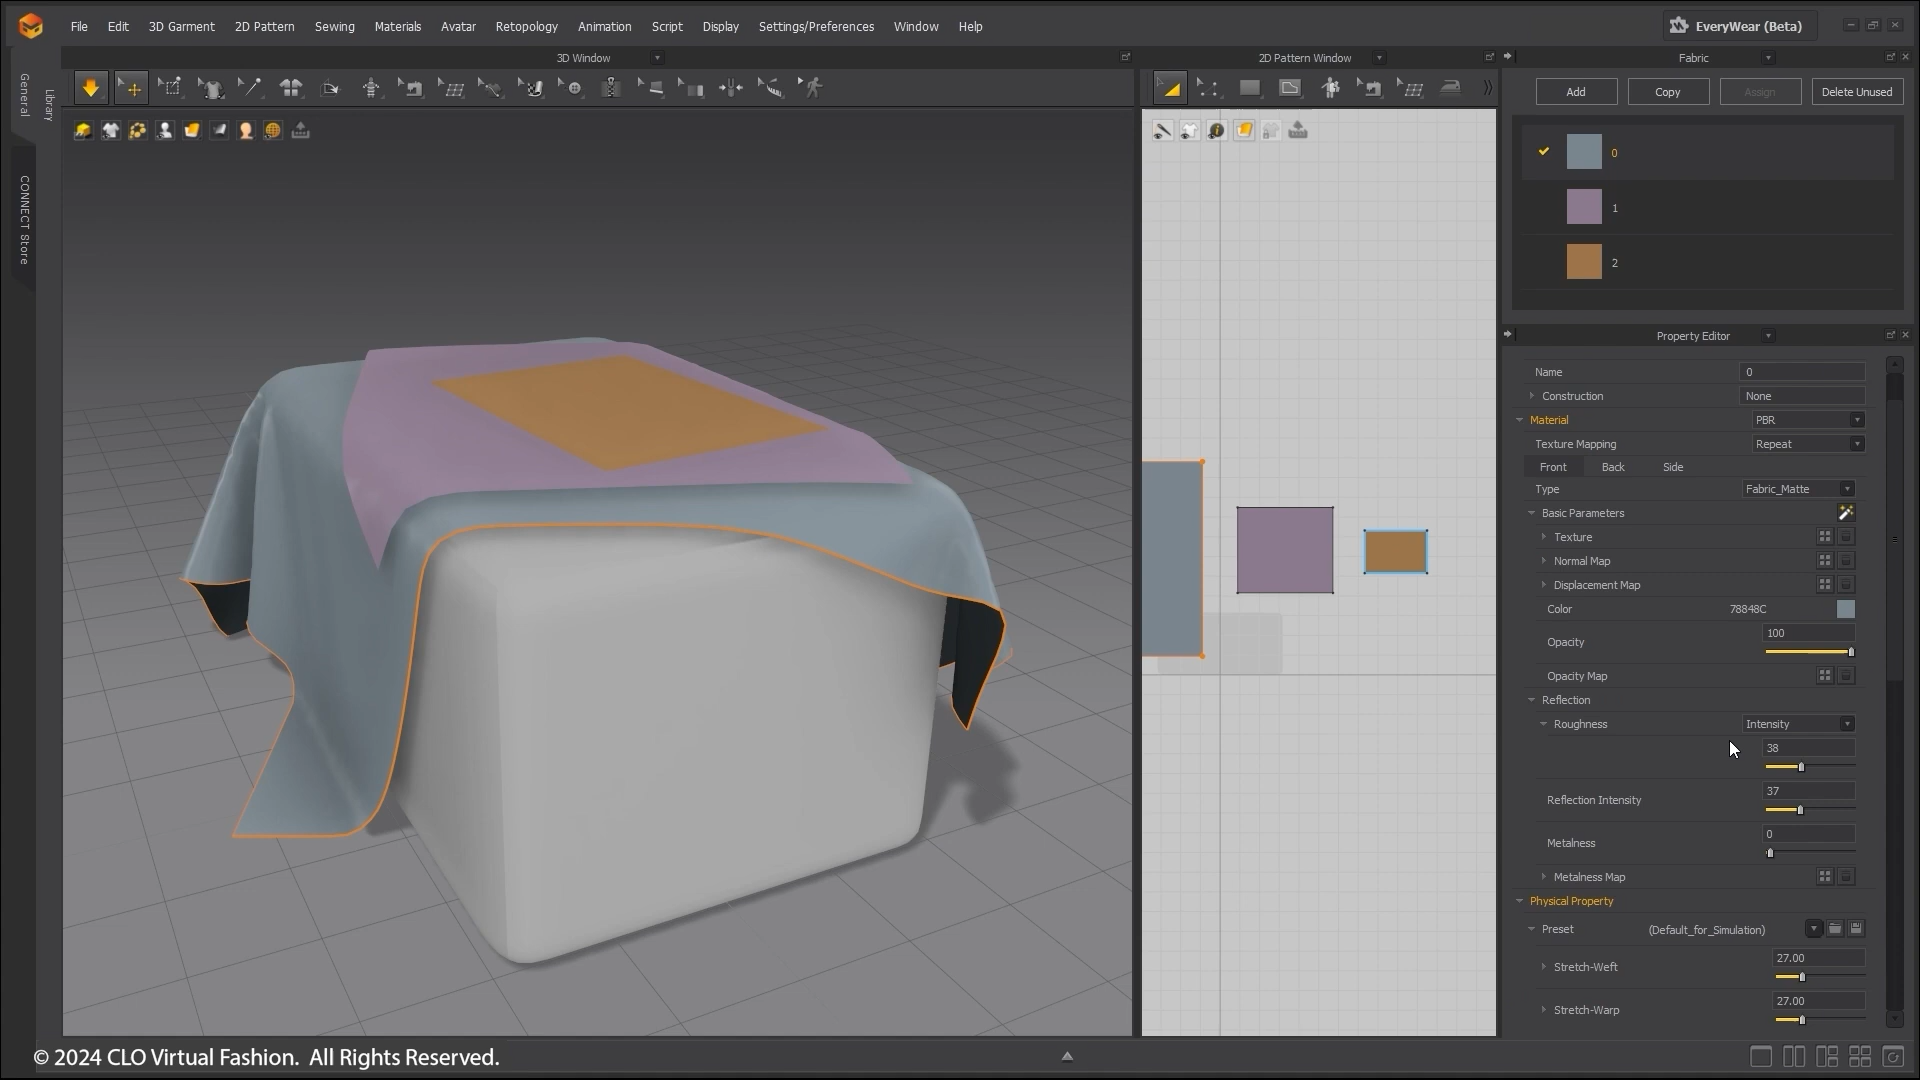 File Edit 3D Garment 2D Pattern Sewing Materials Avatar Retopology Animation Script Display Settings/Preferences Window Help
EveryWear (Beta)
General
Library
CONNECT Store
3D Window
2D Pattern Window
Fabric
Add Copy Assign Delete Unused
0
1
2
Property Editor
Name 0
Construction None
Material PBR
Texture Mapping Repeat
Front Back Side
Type Fabric_Matte
Basic Parameters
Texture
Normal Map
Displacement Map
Color 78848C
Opacity 100
Opacity Map
Reflection
Roughness Intensity
38
Reflection Intensity 37
Metalness 0
Metalness Map
Physical Property
Preset (Default_for_Simulation)
Stretch-Weft 27.00
Stretch-Warp 27.00
© 2024 CLO Virtual Fashion. All Rights Reserved.